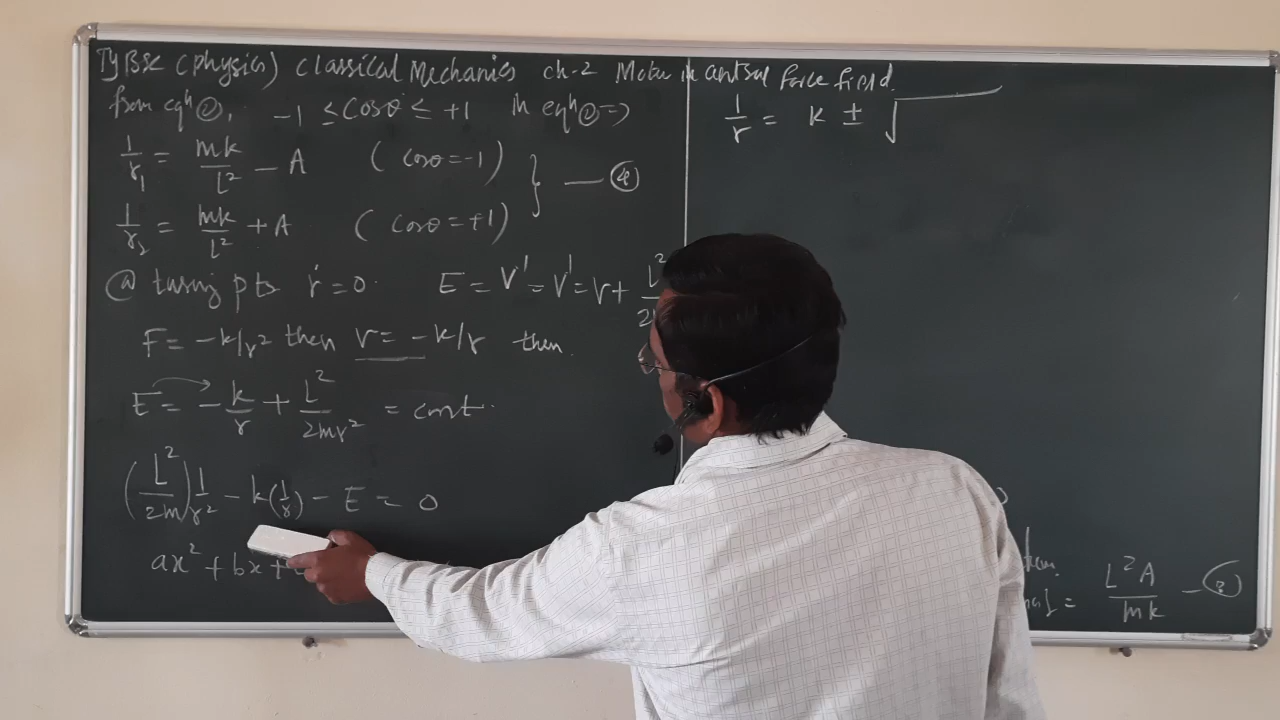 TyBSc (physics) Classical Mechanics ch-2 Motion in central force field.
from eqⁿ ②, -1 ≤ Cosθ ≤ +1 in eqⁿ ② ⇒
1/r₁ = mk/L² - A (cosθ = -1)
— ④
1/r₂ = mk/L² + A (cosθ = +1)
@ turning pts ṙ = 0. E = V' = V' = V + L²
F = -k/r² then V = -k/r then.
E = -k/r + L²/2mr² = const.
(L²/2m) 1/r² - k(1/r) - E = 0
ax² + bx +
1/r = k ± √
L²A/mk — ③